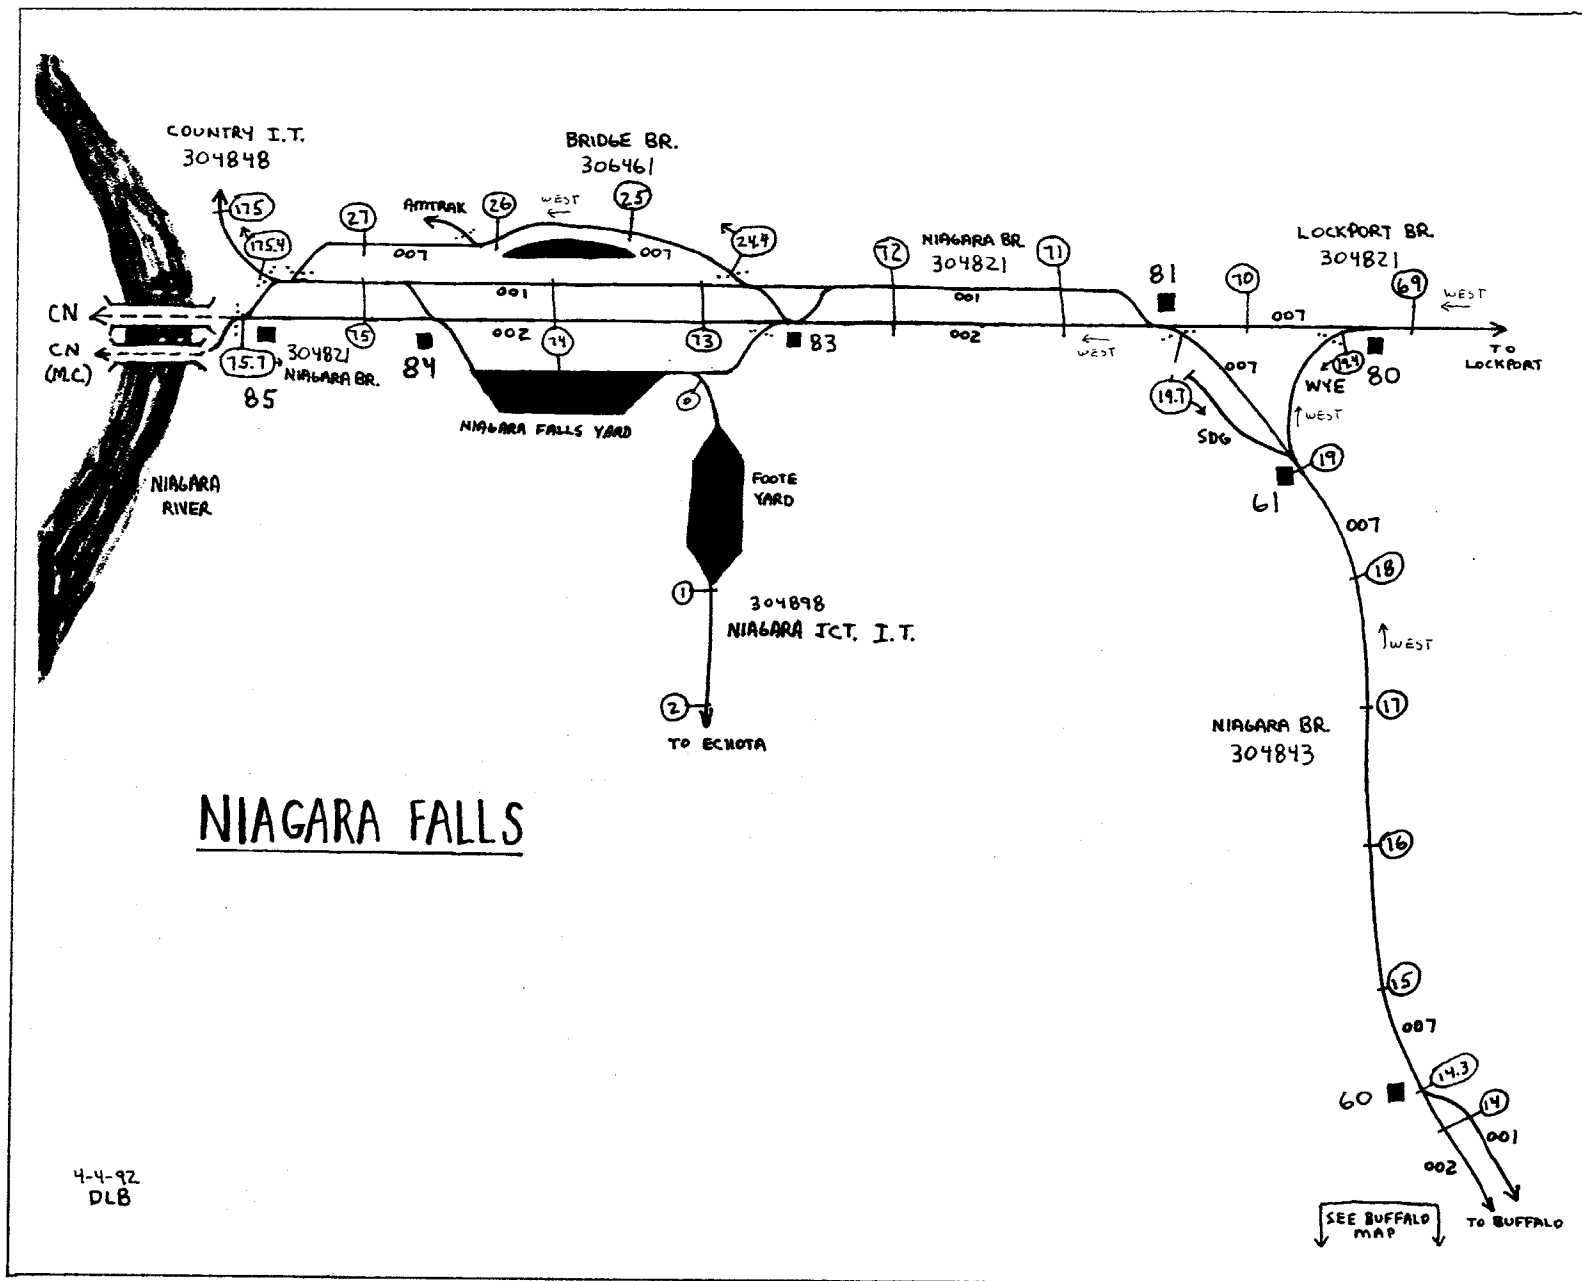 COUNTRY I.T.
304848
BRIDGE BR.
306461
175
175.4
27
AMTRAK
26
WEST
25
24.4
007
007
72
NIAGARA BR.
304821
71
81
70
LOCKPORT BR.
304821
69
WEST
CN
CN
(M.C.)
001
002
001
002
007
75
74
73
83
84
75.7
304821
NIAGARA BR.
85
WEST
007
19.4
80
WYE
TO
LOCKPORT
0
19.7
WEST
SDG
NIAGARA FALLS YARD
19
61
NIAGARA
RIVER
FOOTE
YARD
007
18
1
304898
NIAGARA JCT. I.T.
WEST
2
TO ECHOTA
17
NIAGARA BR.
304843
NIAGARA FALLS
16
15
007
14.3
60
14
001
002
4-4-92
DLB
SEE BUFFALO
MAP
TO BUFFALO